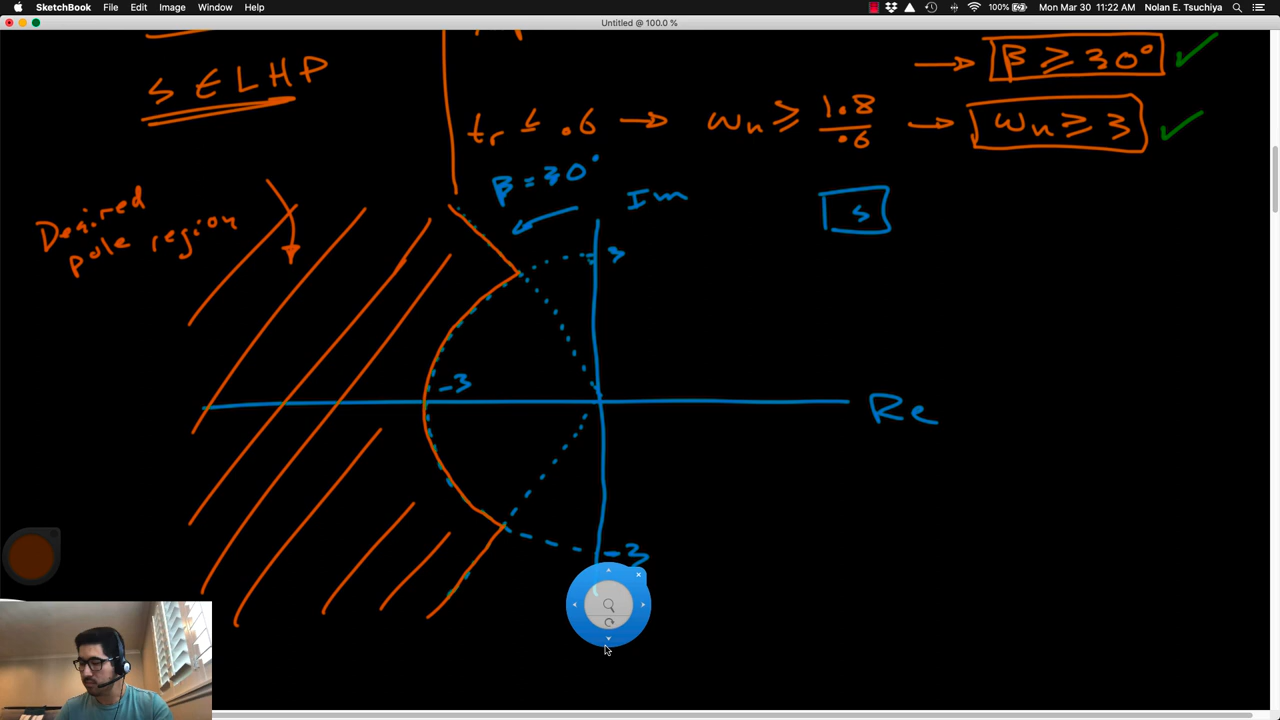 SketchBook File Edit Image Window Help 100% Mon Mar 30 11:22 AM Nolan E. Tsuchiya
Untitled @ 100.0 %
→ β ≥ 30° ✓
s ∈ LHP
tr ≤ .6 → ωn ≥ 1.8/.6 → ωn ≥ 3 ✓
β = 30°
Im
s
Desired
pole region
3
-3
Re
-3